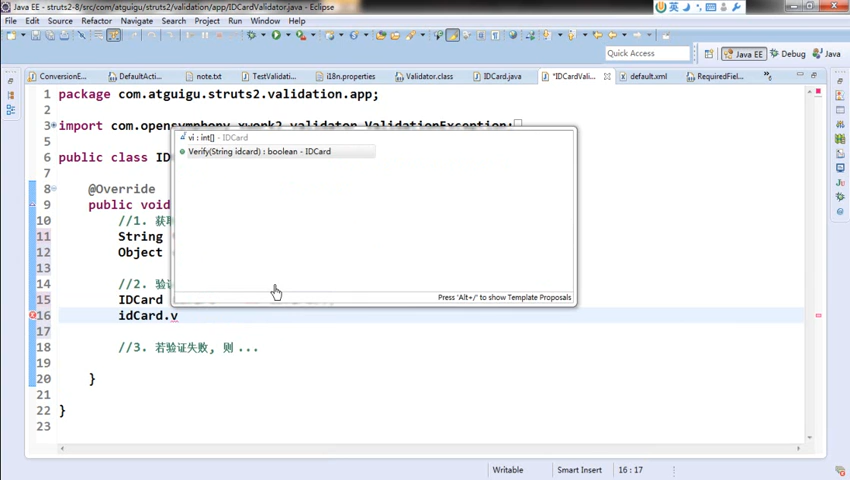 Java EE - struts2-8/src/com/atguigu/struts2/validation/app/IDCardValidator.java - Eclipse
File Edit Source Refactor Navigate Search Project Run Window Help
Quick Access
Java EE
Debug
Java
ConversionE...
DefaultActi...
note.txt
TestValidati...
i18n.properties
Validator.class
IDCard.java
*IDCardVali...
default.xml
RequiredFiel...
1 package com.atguigu.struts2.validation.app;
2
3 import com.opensymphony.xwork2.validator.ValidationException;
5
6 public class ID
7
8 @Override
9 public void
10 //1. 获取
11 String
12 Object
13
14 //2. 验证
15 IDCard
16 idCard.v
17
18 //3. 若验证失败, 则 ...
19
20 }
21
22 }
23
vi : int[] - IDCard
Verify(String idcard) : boolean - IDCard
Press 'Alt+/' to show Template Proposals
Writable
Smart Insert
16 : 17